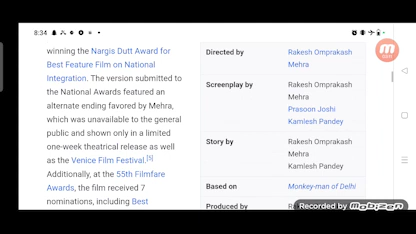 8:34
winning the Nargis Dutt Award for
Best Feature Film on National
Integration. The version submitted to
the National Awards featured an
alternate ending favored by Mehra,
which was unavailable to the general
public and shown only in a limited
one-week theatrical release as well
as the Venice Film Festival.[5]
Additionally, at the 55th Filmfare
Awards, the film received 7
nominations, including Best
Directed by
Rakesh Omprakash
Mehra
Screenplay by
Rakesh Omprakash
Mehra
Prasoon Joshi
Kamlesh Pandey
Story by
Rakesh Omprakash
Mehra
Kamlesh Pandey
Based on
Monkey-man of Delhi
Produced by
Recorded by Mobizen